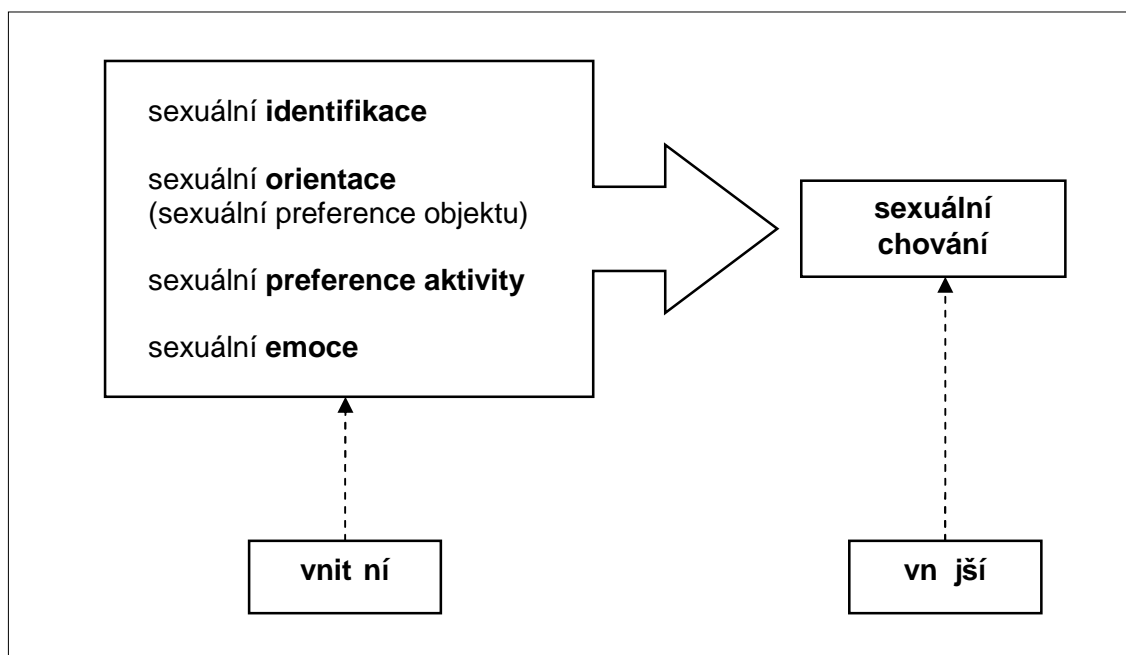 sexuální identifikace
sexuální orientace
(sexuální preference objektu)
sexuální preference aktivity
sexuální emoce
sexuální
chování
vnit ní
vn jší